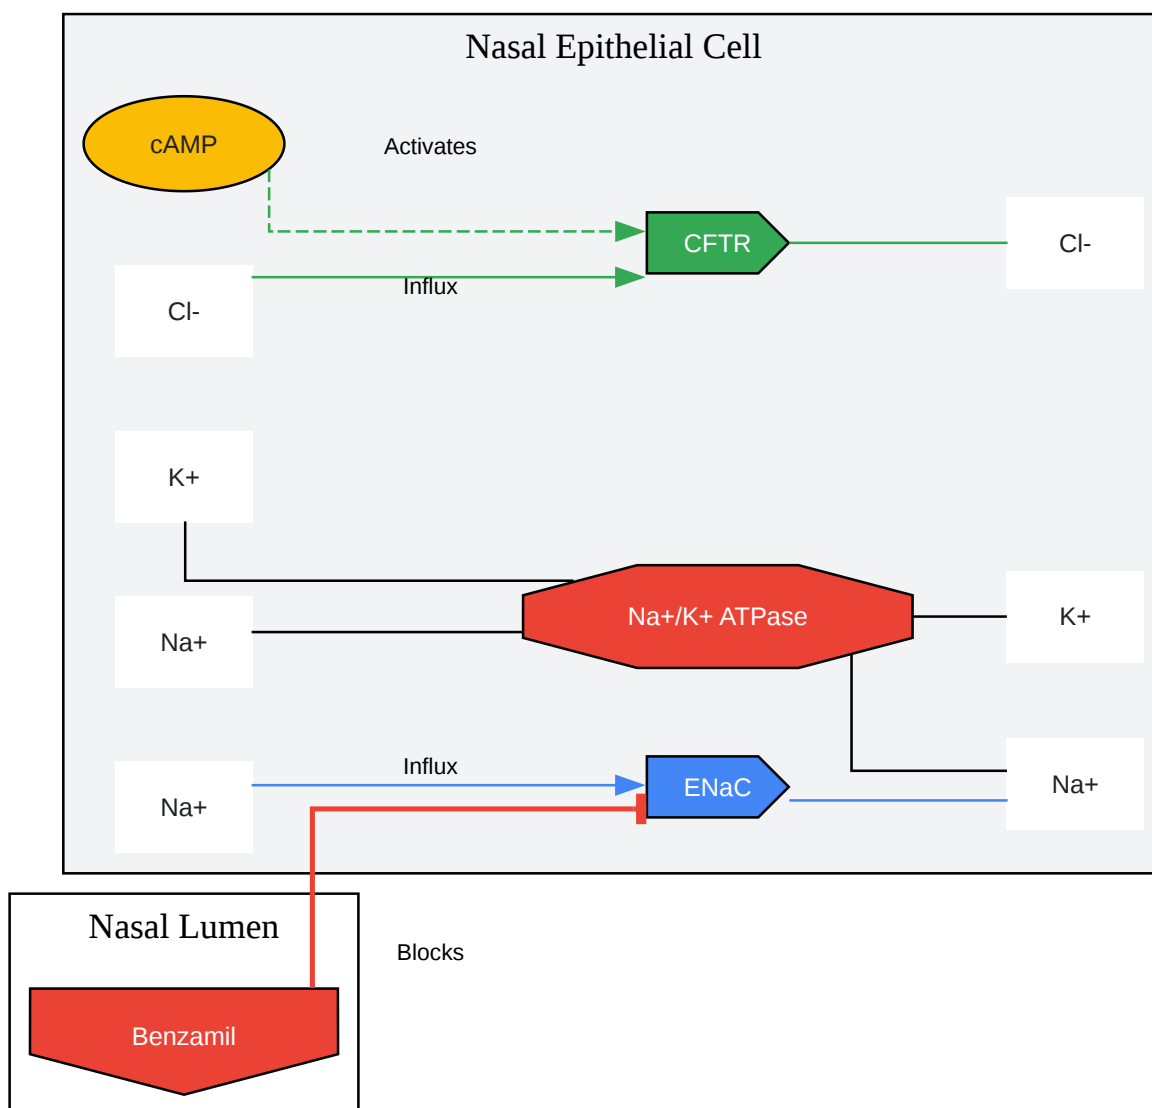 Nasal Epithelial Cell
cAMP
Activates
CFTR
Cl-
Influx
Cl-
K+
Na+/K+ ATPase
K+
Na+
Influx
ENaC
Na+
Na+
Nasal Lumen
Blocks
Benzamil